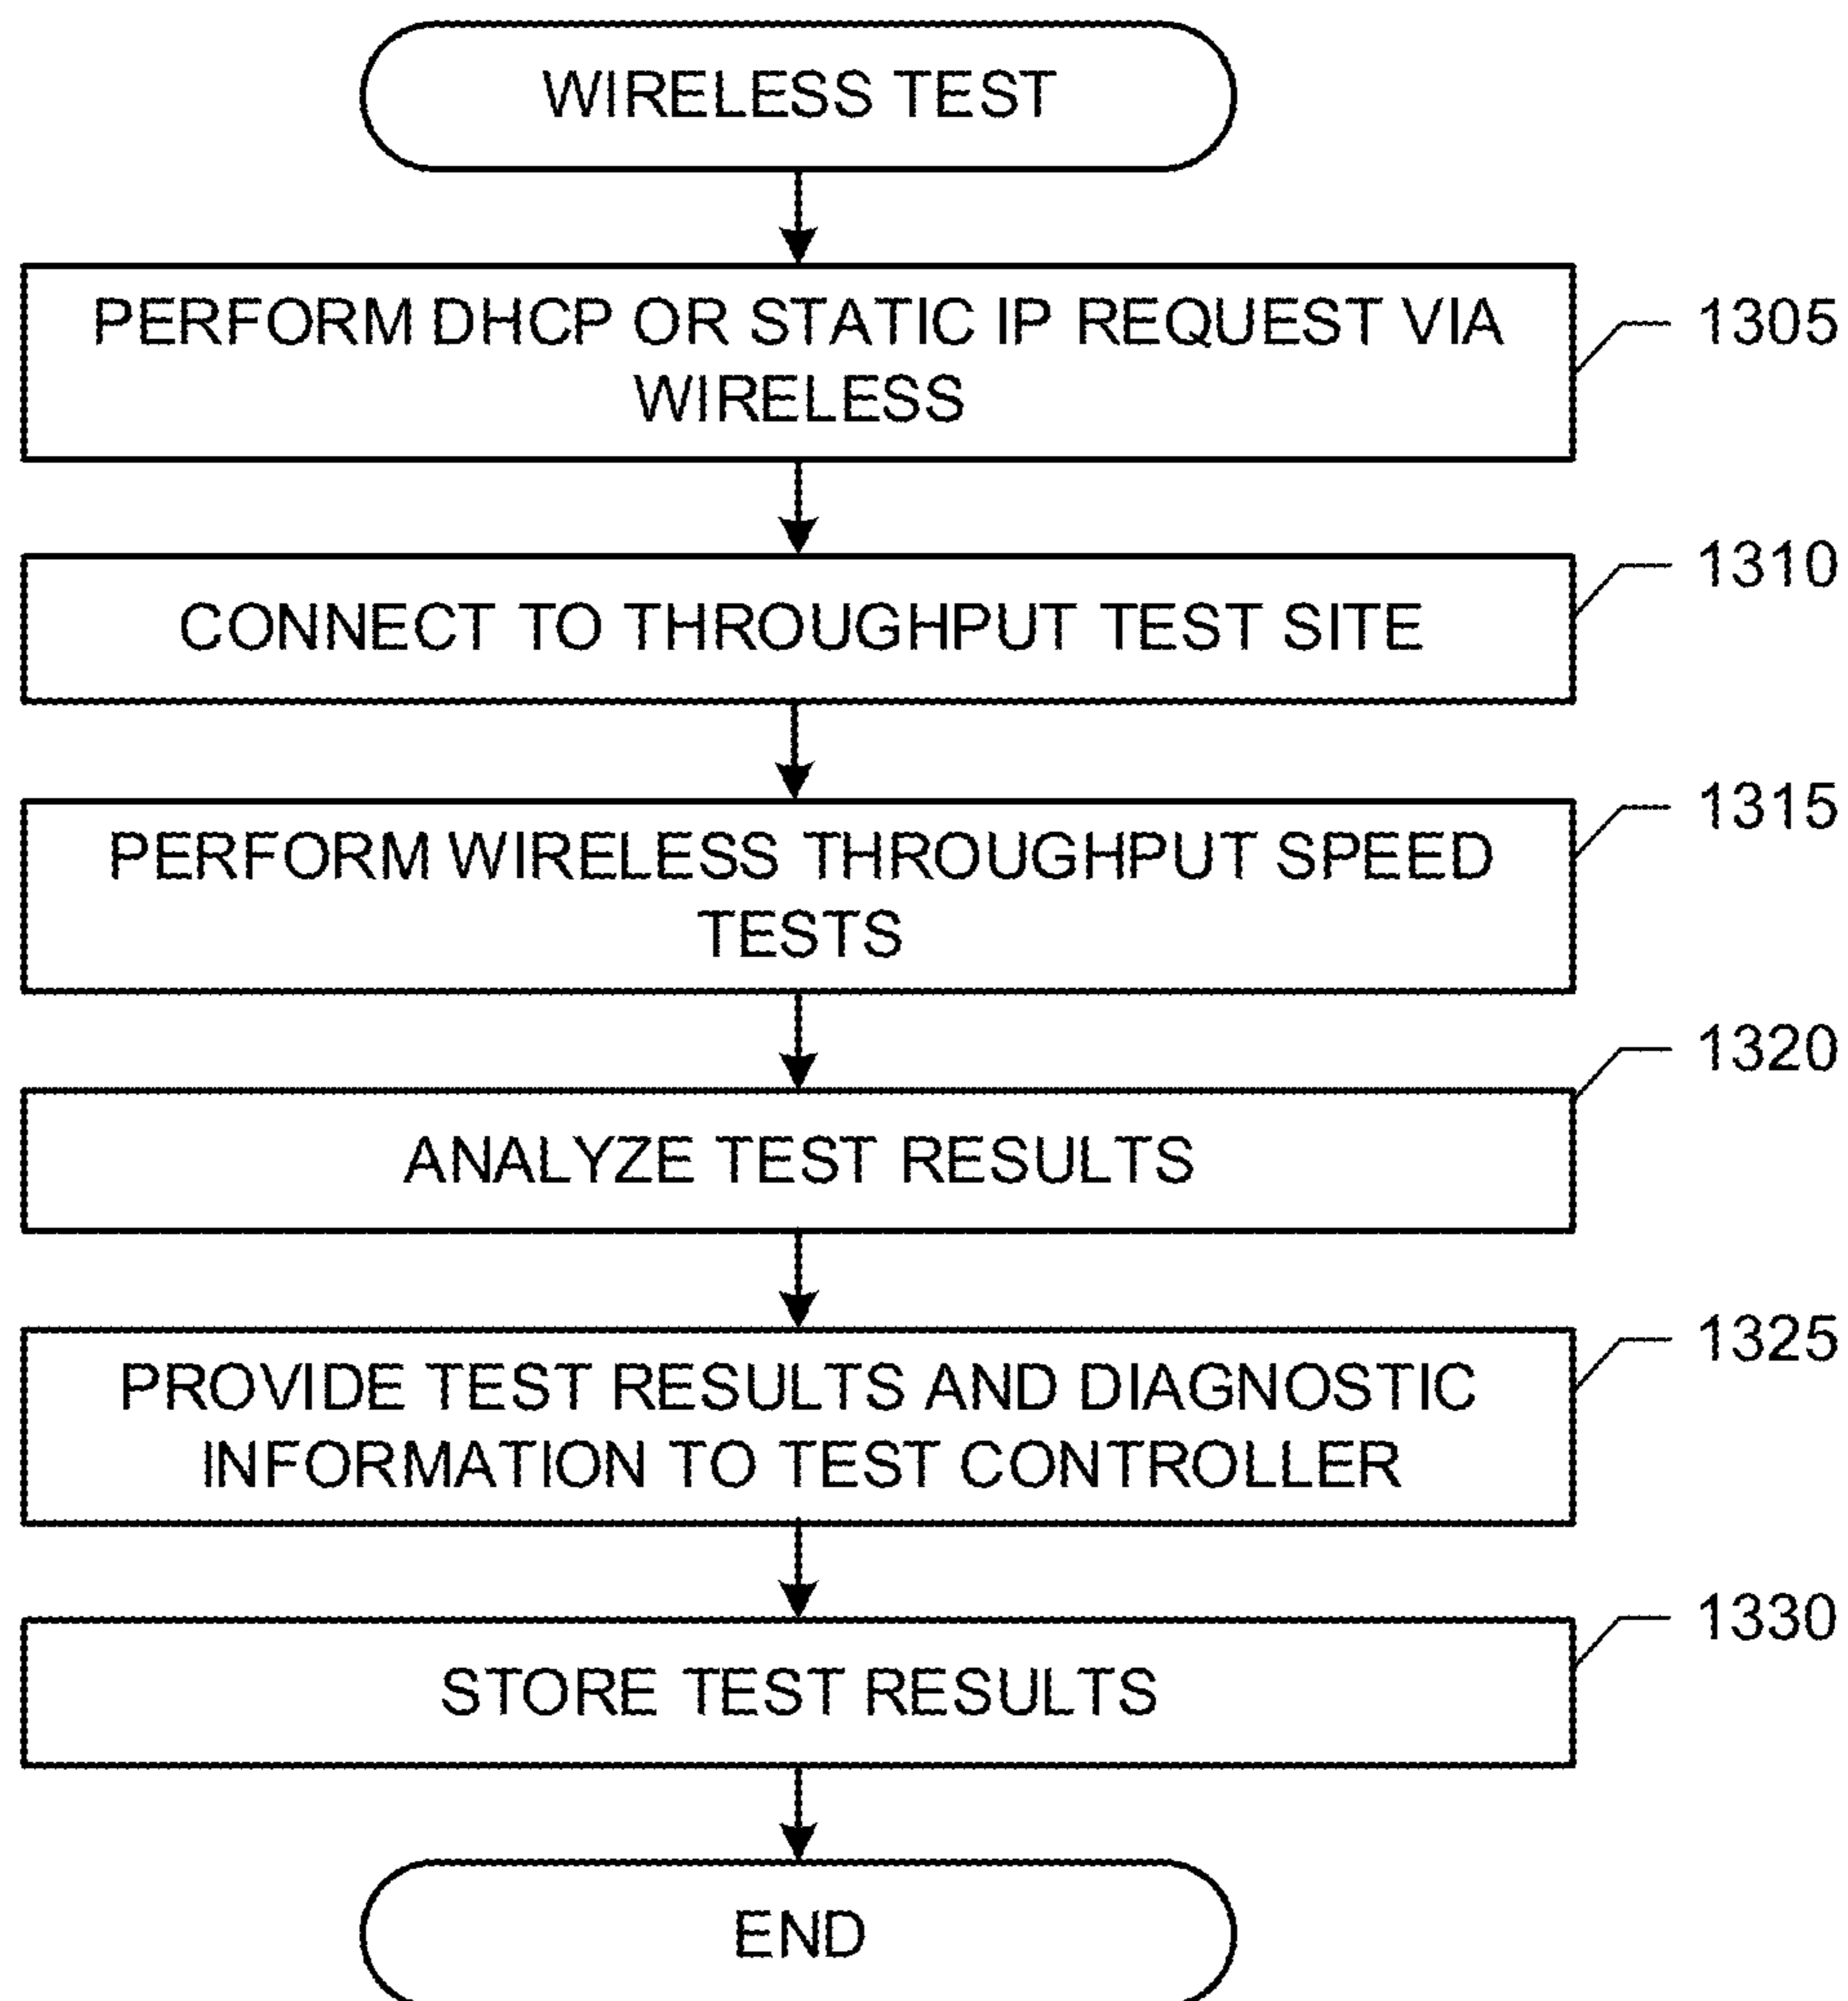 WIRELESS TEST
PERFORM DHCP OR STATIC IP REQUEST VIA
WIRELESS
1305
CONNECT TO THROUGHPUT TEST SITE
1310
PERFORM WIRELESS THROUGHPUT SPEED
TESTS
1315
ANALYZE TEST RESULTS
1320
PROVIDE TEST RESULTS AND DIAGNOSTIC
INFORMATION TO TEST CONTROLLER
1325
STORE TEST RESULTS
1330
END